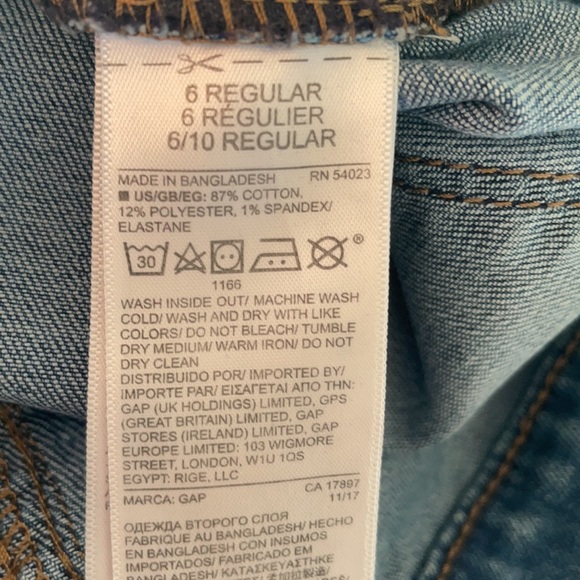 6 REGULAR
6 RÉGULIER
6/10 REGULAR
MADE IN BANGLADESH RN 54023
US/GB/EG: 87% COTTON,
12% POLYESTER, 1% SPANDEX/
ELASTANE
30
®
1166
WASH INSIDE OUT/ MACHINE WASH
COLD/ WASH AND DRY WITH LIKE
COLORS/ DO NOT BLEACH/ TUMBLE
DRY MEDIUM/ WARM IRON/ DO NOT
DRY CLEAN
DISTRIBUIDO POR/ IMPORTED BY/
IMPORTE PAR/ ΕΙΣΑΓΕΤΑΙ ΑΠΟ ΤΗΝ:
GAP (UK HOLDINGS) LIMITED, GPS
(GREAT BRITAIN) LIMITED, GAP
STORES (IRELAND) LIMITED, GAP
EUROPE LIMITED: 103 WIGMORE
STREET, LONDON, W1U 1QS
EGYPT: RIGE, LLC
MARCA: GAP CA 17897
11/17
ОДЕЖДА ВТОРОГО СЛОЯ
FABRIQUE AU BANGLADESH/ HECHO
EN BANGLADESH CON INSUMOS
IMPORTADOS/ FABRICADO EM
BANGLADESH/ ΚΑΤΑΣΚΕΥΑΣΤΗΚΕ